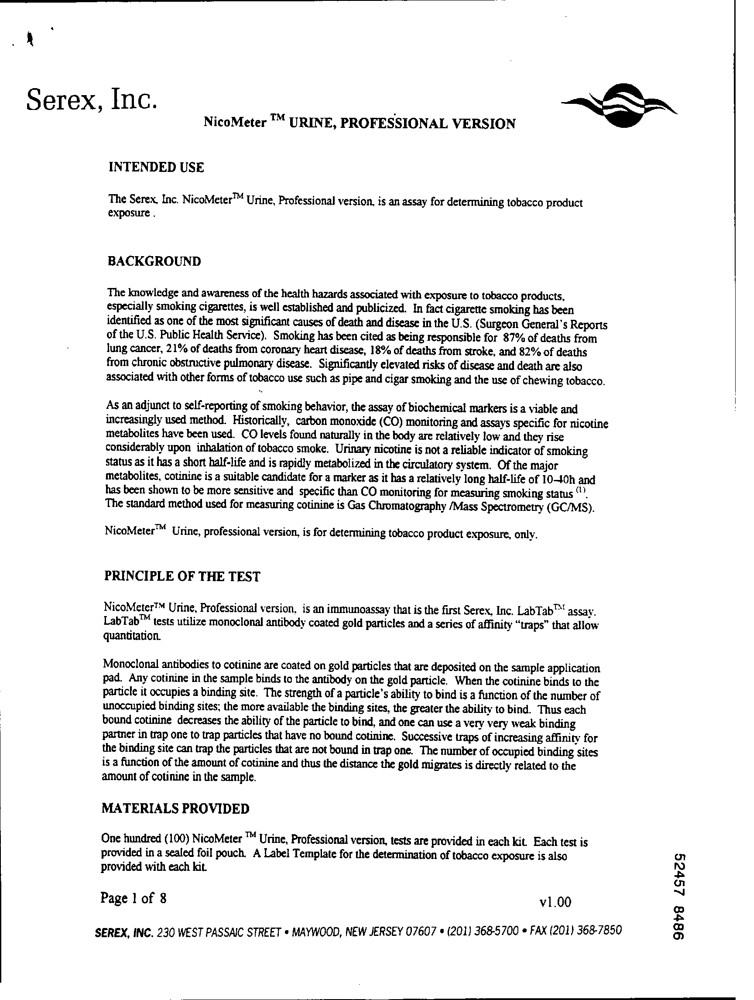 Serex, Inc.
NicoMeter ™ URINE, PROFESSIONAL VERSION
INTENDED USE
The Serex, Inc. NicoMeter™ Urine, Professional version, is an assay for determining tobacco product
exposure .
BACKGROUND
The knowledge and awareness of the health hazards associated with exposure to tobacco products,
especially smoking cigarettes, is well established and publicized. In fact cigarette smoking has been
identified as one of the most significant causes of death and disease in the U.S. (Surgeon General's Reports
of the U.S. Public Health Service). Smoking has been cited as being responsible for 87% of deaths from
lung cancer, 21% of deaths from coronary heart disease, 18% of deaths from stroke, and 82% of deaths
from chronic obstructive pulmonary disease. Significantly elevated risks of disease and death are also
associated with other forms of tobacco use such as pipe and cigar smoking and the use of chewing tobacco.
As an adjunct to self-reporting of smoking behavior, the assay of biochemical markers is a viable and
increasingly used method. Historically, carbon monoxide (CO) monitoring and assays specific for nicotine
metabolites have been used. CO levels found naturally in the body are relatively low and they rise
considerably upon inhalation of tobacco smoke. Urinary nicotine is not a reliable indicator of smoking
status as it has a short half-life and is rapidly metabolized in the circulatory system. Of the major
metabolites, cotinine is a suitable candidate for a marker as it has a relatively long half-life of 10-40h and
has been shown to be more sensitive and specific than CO monitoring for measuring smoking status (1).
The standard method used for measuring cotinine is Gas Chromatography /Mass Spectrometry (GC/MS).
NicoMeter™ Urine, professional version, is for determining tobacco product exposure, only.
PRINCIPLE OF THE TEST
NicoMeter™ Urine, Professional version, is an immunoassay that is the first Serex, Inc. LabTab™ assay.
LabTab™ tests utilize monoclonal antibody coated gold particles and a series of affinity "traps" that allow
quantitation.
Monoclonal antibodies to cotinine are coated on gold particles that are deposited on the sample application
pad. Any cotinine in the sample binds to the antibody on the gold particle. When the cotinine binds to the
particle it occupies a binding site. The strength of a particle's ability to bind is a function of the number of
unoccupied binding sites; the more available the binding sites, the greater the ability to bind. Thus each
bound cotinine decreases the ability of the particle to bind, and one can use a very very weak binding
partner in trap one to trap particles that have no bound cotinine. Successive traps of increasing affinity for
the binding site can trap the particles that are not bound in trap one. The number of occupied binding sites
is a function of the amount of cotinine and thus the distance the gold migrates is directly related to the
amount of cotinine in the sample.
MATERIALS PROVIDED
One hundred (100) NicoMeter ™ Urine, Professional version, tests are provided in each kit. Each test is
provided in a sealed foil pouch. A Label Template for the determination of tobacco exposure is also
provided with each kit.
Page 1 of 8
v1.00
SEREX, INC. 230 WEST PASSAIC STREET • MAYWOOD, NEW JERSEY 07607 • (201) 368-5700 • FAX (201) 368-7850
52457 8486